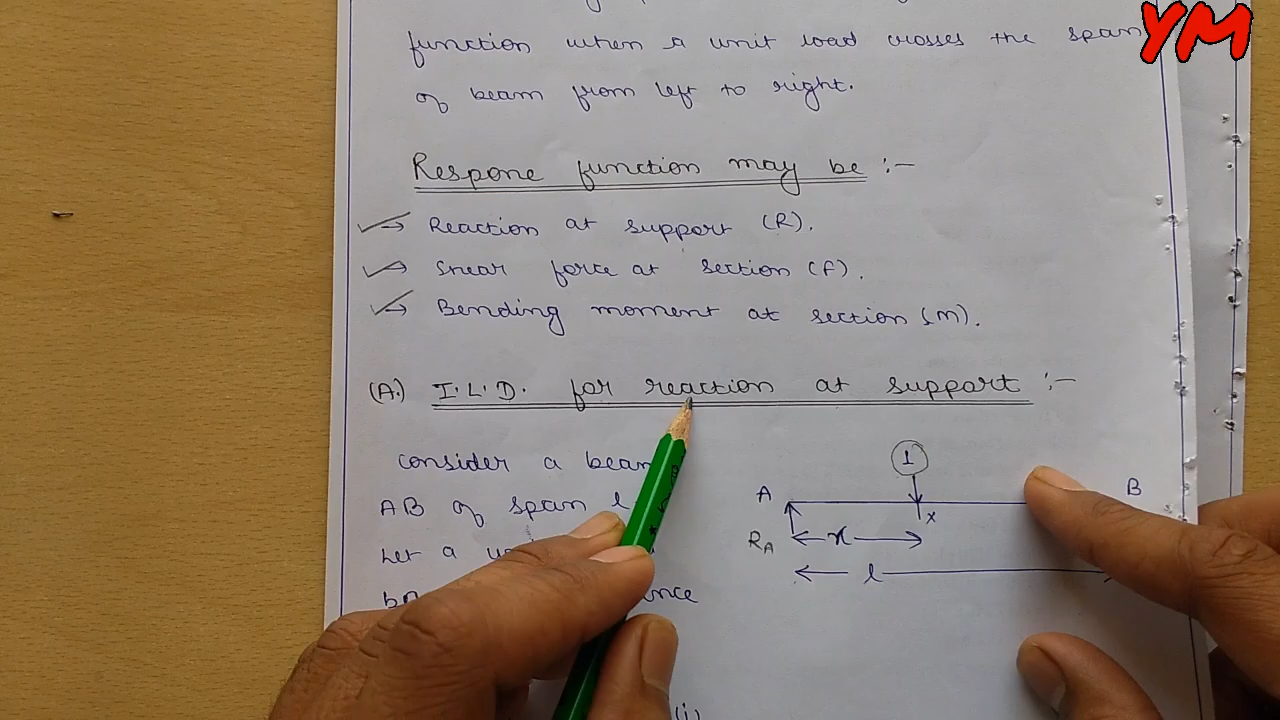 YM
function when a unit load crosses the span
of beam from left to right.
Respone function may be :-
→ Reaction at support (R).
→ Shear force at section (F).
→ Bending moment at section (M).
(A.) I.L.D. for reaction at support :-
consider a beam
AB of span l
Let a
1
A B
x
RA x
l
(i)